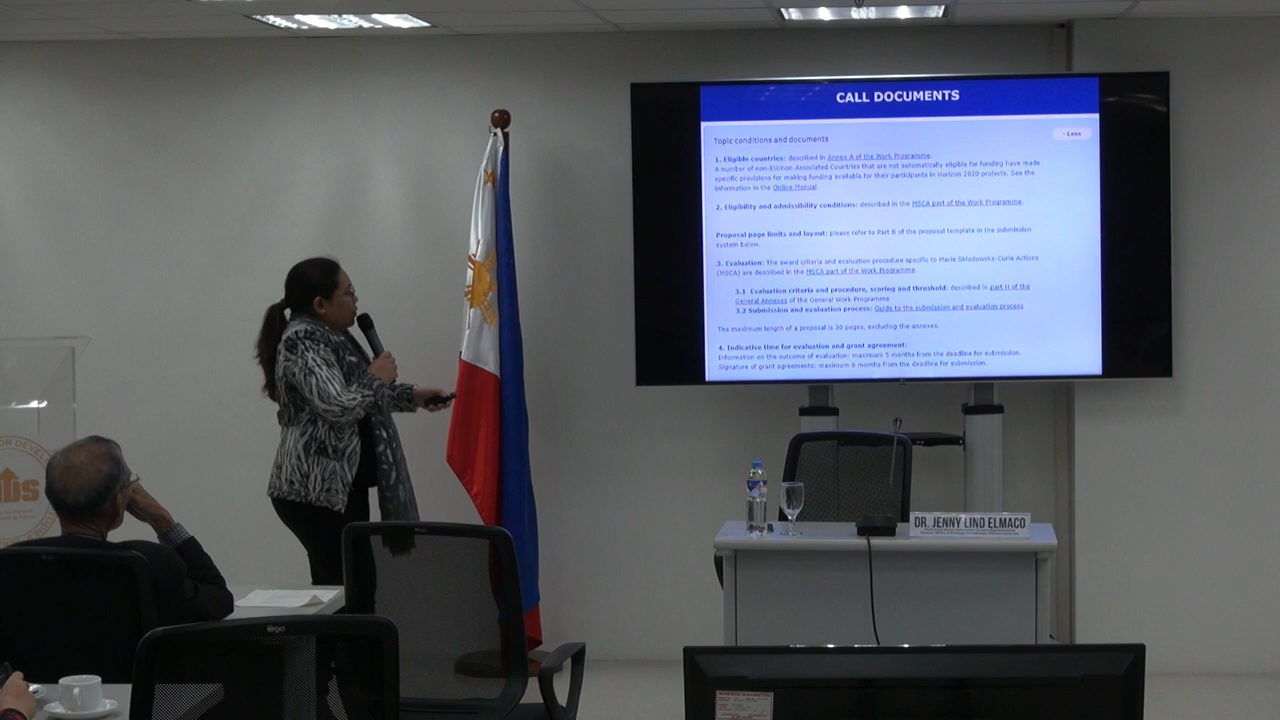 CALL DOCUMENTS
Topic conditions and documents
- Less
1. Eligible countries: described in Annex A of the Work Programme.
A number of non-EU/non-Associated Countries that are not automatically eligible for funding have made
specific provisions for making funding available for their participants in Horizon 2020 projects. See the
information in the Online Manual.
2. Eligibility and admissibility conditions: described in the MSCA part of the Work Programme.
Proposal page limits and layout: please refer to Part B of the proposal template in the submission
system below.
3. Evaluation: The award criteria and evaluation procedure specific to Marie Sklodowska-Curie Actions
(MSCA) are described in the MSCA part of the Work Programme
3.1 Evaluation criteria and procedure, scoring and threshold: described in part H of the
General Annexes of the General Work Programme
3.2 Submission and evaluation process: Guide to the submission and evaluation process
The maximum length of a proposal is 30 pages, excluding the annexes.
4. Indicative time for evaluation and grant agreement:
Information on the outcome of evaluation: maximum 5 months from the deadline for submission.
Signature of grant agreements: maximum 8 months from the deadline for submission.
DR. JENNY LIND ELMACO
FOR DEVEL
ergo